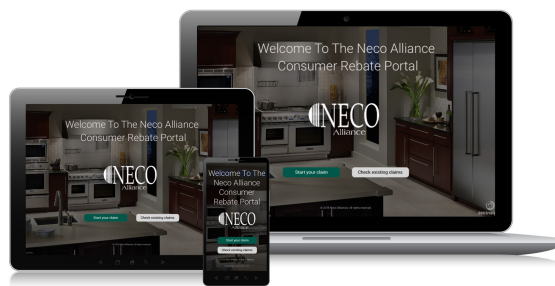 Welcome To The Neco Alliance
Consumer Rebate Portal
NECO
Alliance
Start your claim
Check existing claims
Welcome To The Neco Alliance
Consumer Rebate Portal
NECO
Alliance
Start your claim
Check existing claims
Welcome To The
Neco Alliance
Consumer
Rebate Portal
NECO
Alliance
Start your claim
Check existing claims